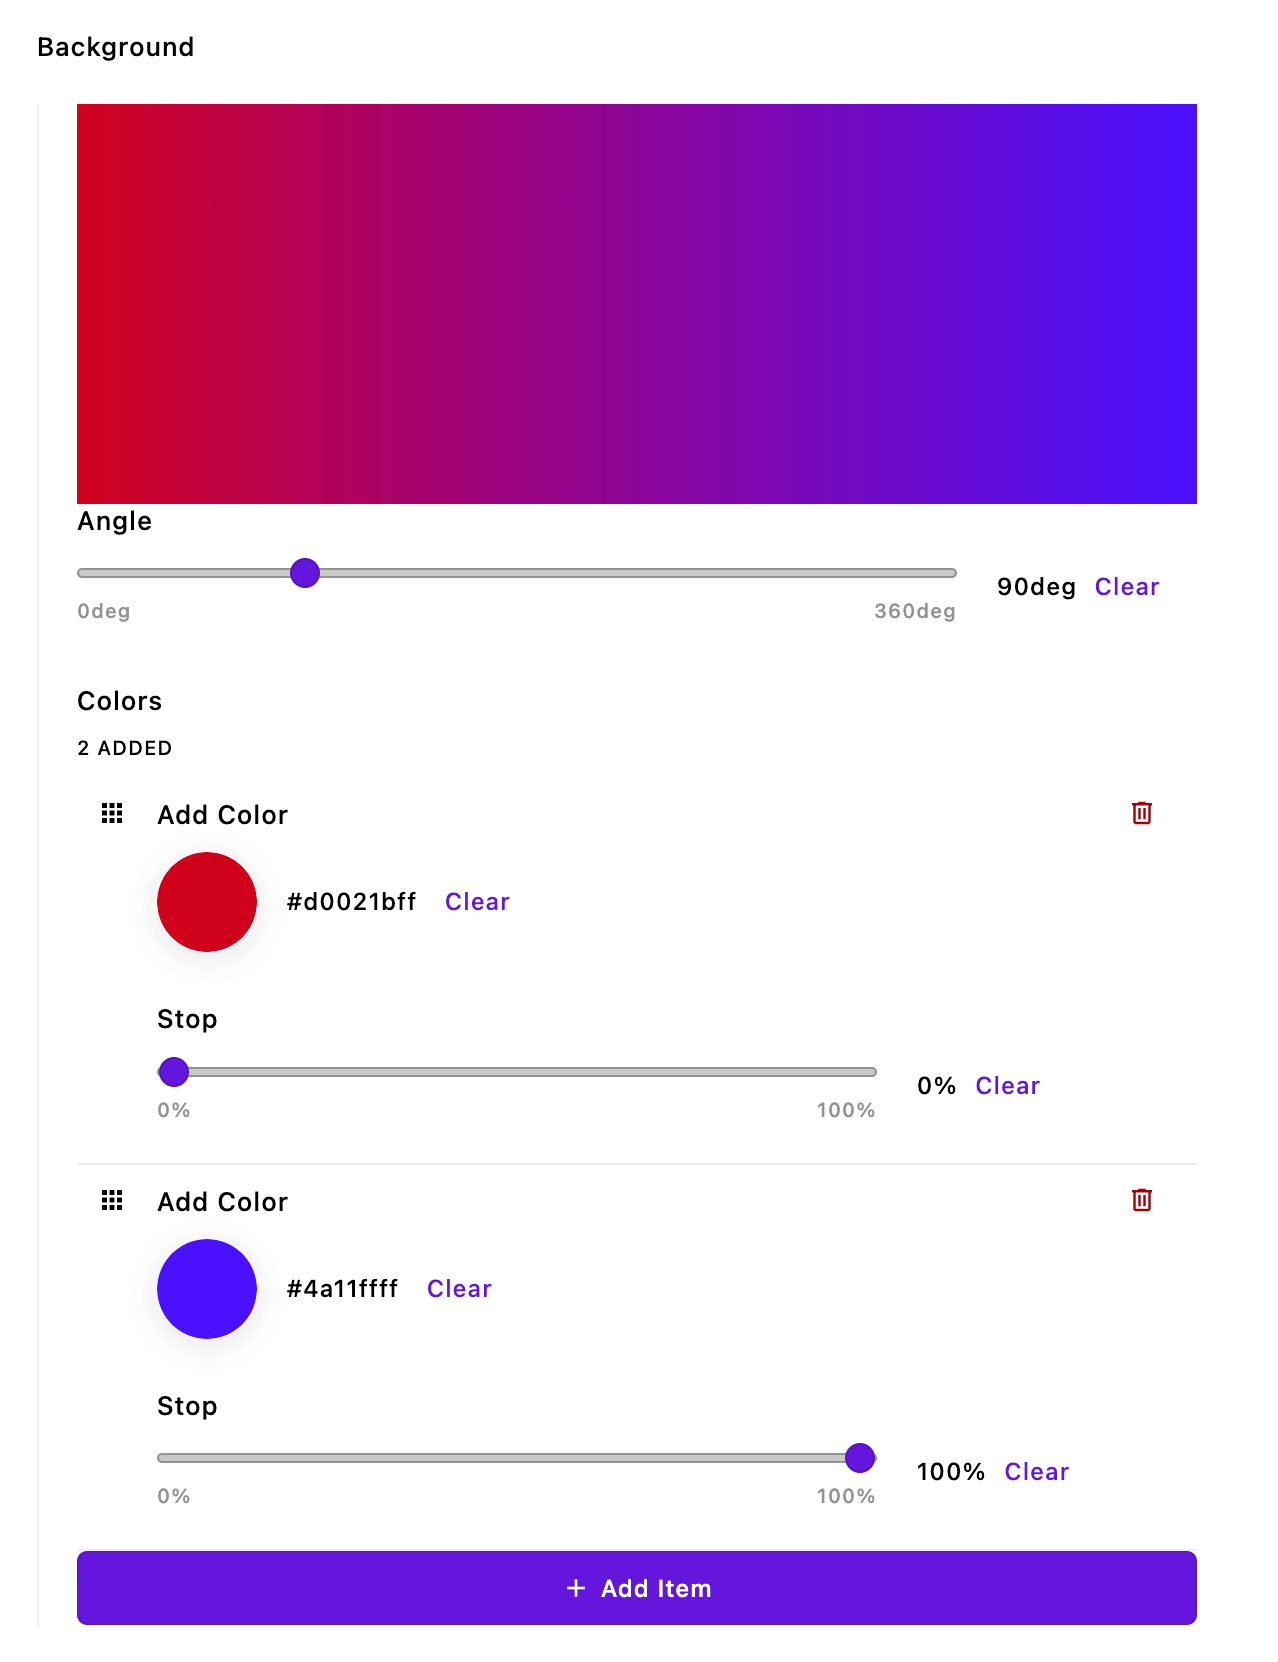 Background
Angle
0deg 360deg 90deg Clear
Colors
2 ADDED
Add Color
#d0021bff Clear
Stop
0% 100% 0% Clear
Add Color
#4a11ffff Clear
Stop
0% 100% 100% Clear
+ Add Item